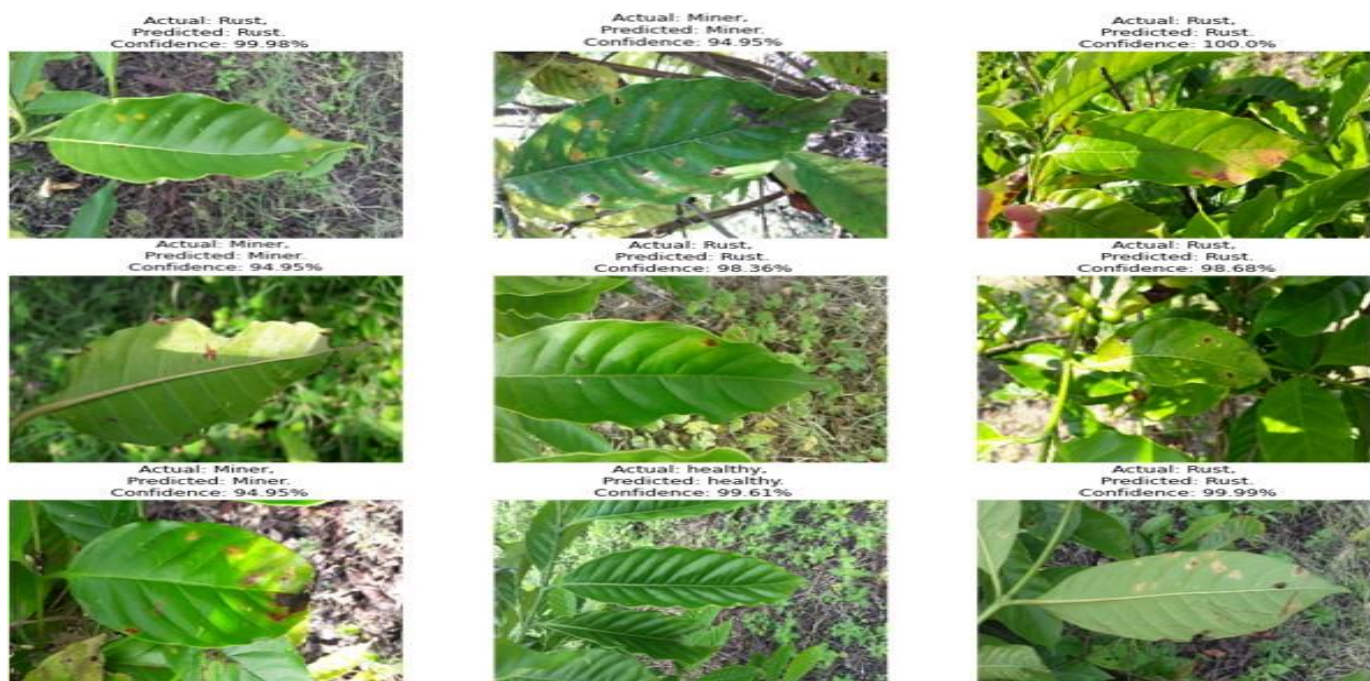 Actual: Rust,
Predicted: Rust.
Confidence: 99.98%
Actual: Miner,
Predicted: Miner.
Confidence: 94.95%
Actual: Rust,
Predicted: Rust.
Confidence: 100.0%
Actual: Miner,
Predicted: Miner.
Confidence: 94.95%
Actual: Rust,
Predicted: Rust.
Confidence: 98.36%
Actual: Rust,
Predicted: Rust.
Confidence: 98.68%
Actual: Miner,
Predicted: Miner.
Confidence: 94.95%
Actual: healthy,
Predicted: healthy.
Confidence: 99.61%
Actual: Rust,
Predicted: Rust.
Confidence: 99.99%